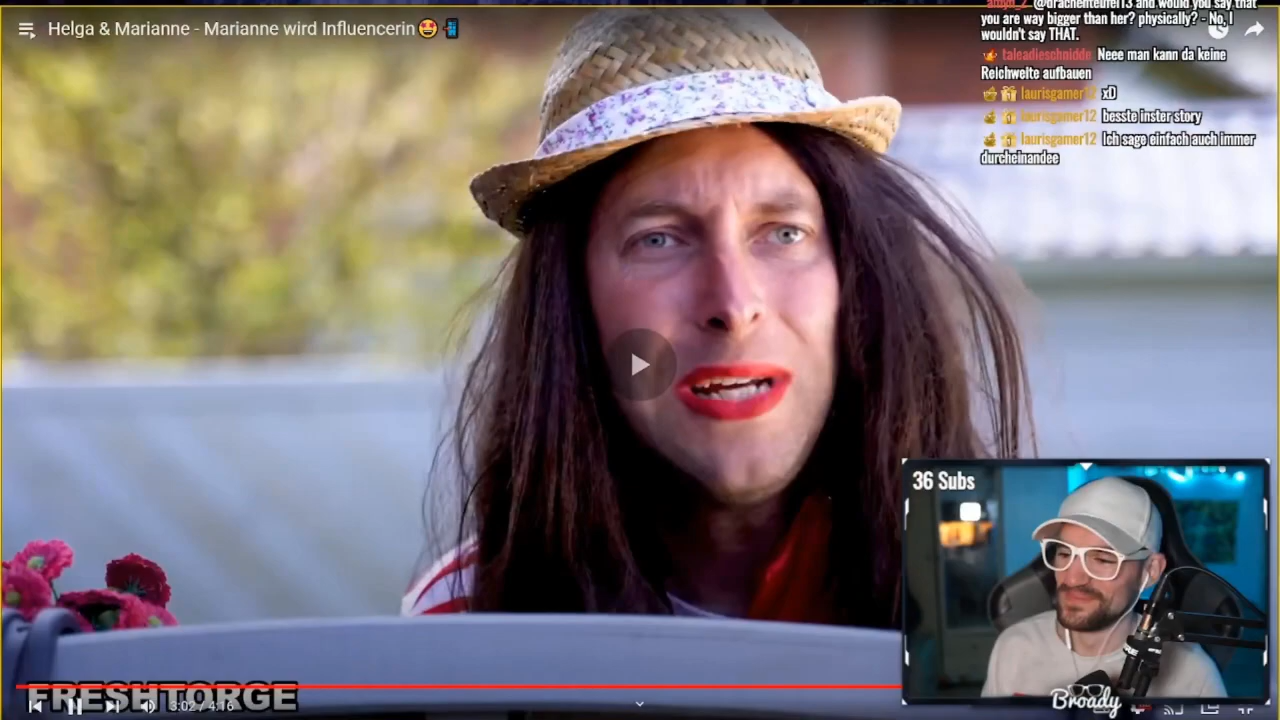 Helga & Marianne - Marianne wird Influencerin🤩📲
@drachenteufel13 and would you say that
you are way bigger than her? physically? - No, I
wouldn't say THAT.
taleadieschnidde Neee man kann da keine
Reichweite aufbauen
laurisgamer12 xD
laurisgamer12 besste inster story
laurisgamer12 Ich sage einfach auch immer
durcheinandee
36 Subs
Broady
FRESHTORGE
3:02 / 4:16